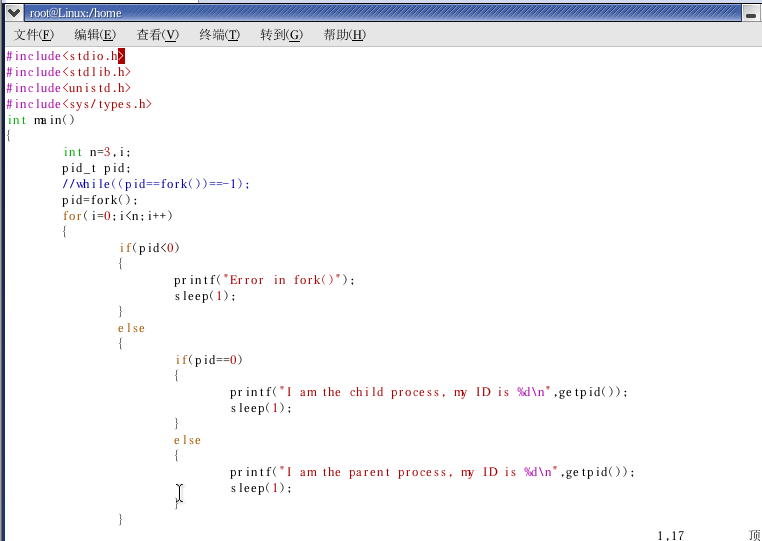 root@Linux:/home
文件(F) 编辑(E) 查看(V) 终端(T) 转到(G) 帮助(H)
#include<stdio.h>
#include<stdlib.h>
#include<unistd.h>
#include<sys/types.h>
int main()
{
int n=3,i;
pid_t pid;
//while((pid==fork())==-1);
pid=fork();
for(i=0;i<n;i++)
{
if(pid<0)
{
printf("Error in fork()");
sleep(1);
}
else
{
if(pid==0)
{
printf("I am the child process, my ID is %d\n",getpid());
sleep(1);
}
else
{
printf("I am the parent process, my ID is %d\n",getpid());
sleep(1);
}
}
1,17 顶